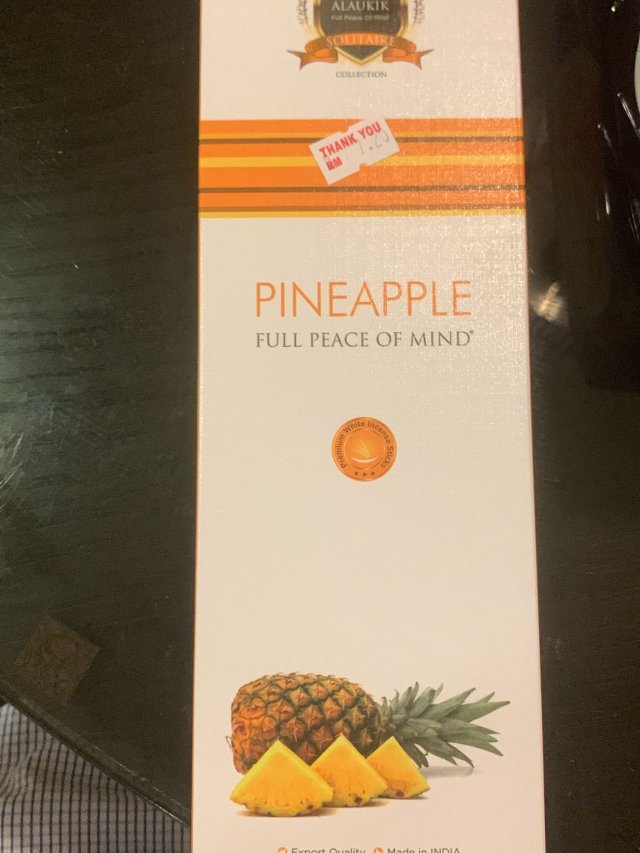 ALAUKIK
Full Peace Of Mind
SOLITAIRE
COLLECTION
THANK YOU
RM
PINEAPPLE
FULL PEACE OF MIND®
Premium White Incense Sticks
Export Quality Made in INDIA